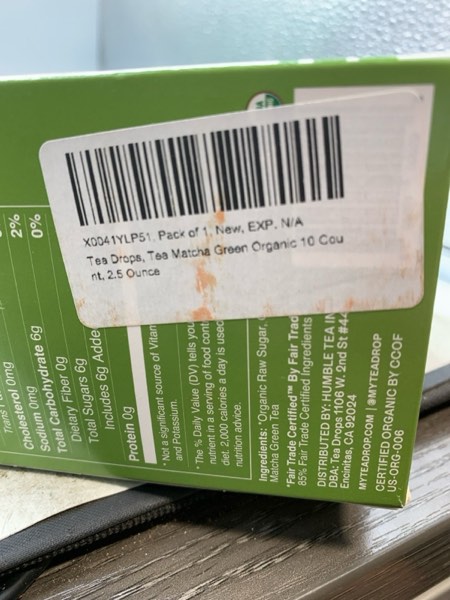 X0041YLP51, Pack of 1, New, EXP. N/A
Tea Drops, Tea Matcha Green Organic 10 Cou
nt, 2.5 Ounce
2%
0%
Trans
Cholesterol 0mg
Sodium 0mg
Total Carbohydrate 6g
Dietary Fiber 0g
Total Sugars 6g
Includes 6g Adde
Protein 0g
* Not a significant source of Vitam
and Potassium.
* The % Daily Value (DV) tells you
nutrient in a serving of food cont
diet. 2,000 calories a day is used
nutrition advice.
Ingredients: *Organic Raw Sugar,
Matcha Green Tea
*Fair Trade Certified™ By Fair Trad
85% Fair Trade Certified Ingredients
DISTRIBUTED BY: HUMBLE TEA IN
DBA: Tea Drops 1106 W. 2nd St #44
Encinitas, CA 92024
MYTEADROP.COM | @MYTEADROP
CERTIFIED ORGANIC BY CCOF
US-ORG-006